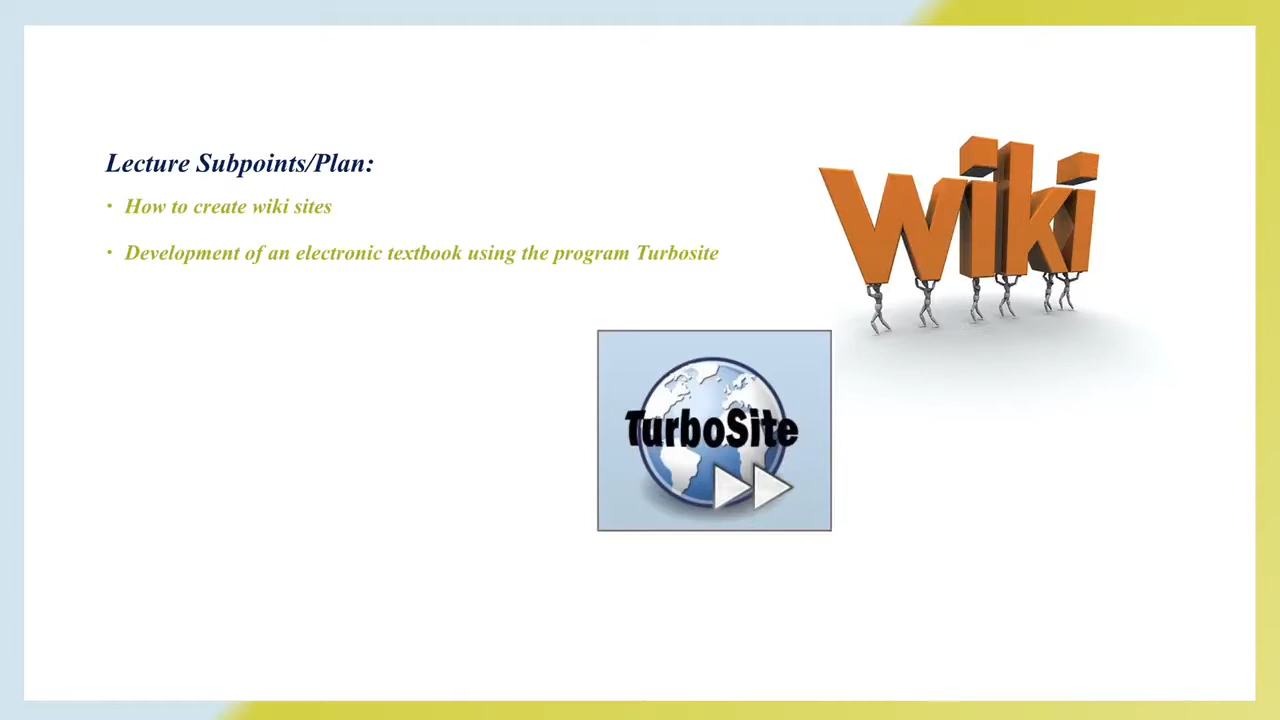 Lecture Subpoints/Plan:
• How to create wiki sites
• Development of an electronic textbook using the program Turbosite
wiki
TurboSite